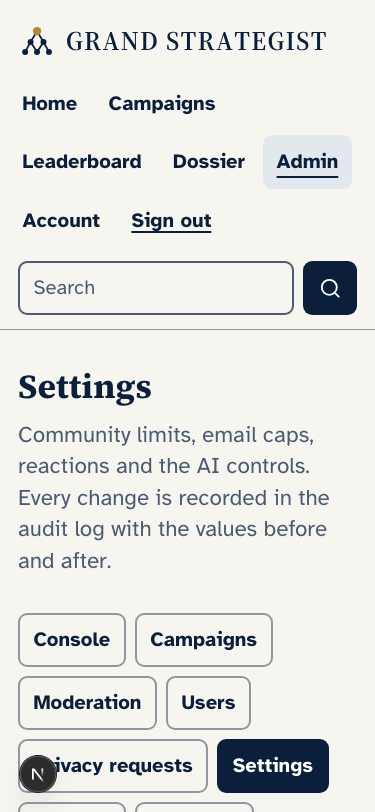 GRAND STRATEGIST
Home Campaigns
Leaderboard Dossier Admin
Account Sign out
Search
Settings
Community limits, email caps,
reactions and the AI controls.
Every change is recorded in the
audit log with the values before
and after.
Console Campaigns
Moderation Users
N
requests Settings